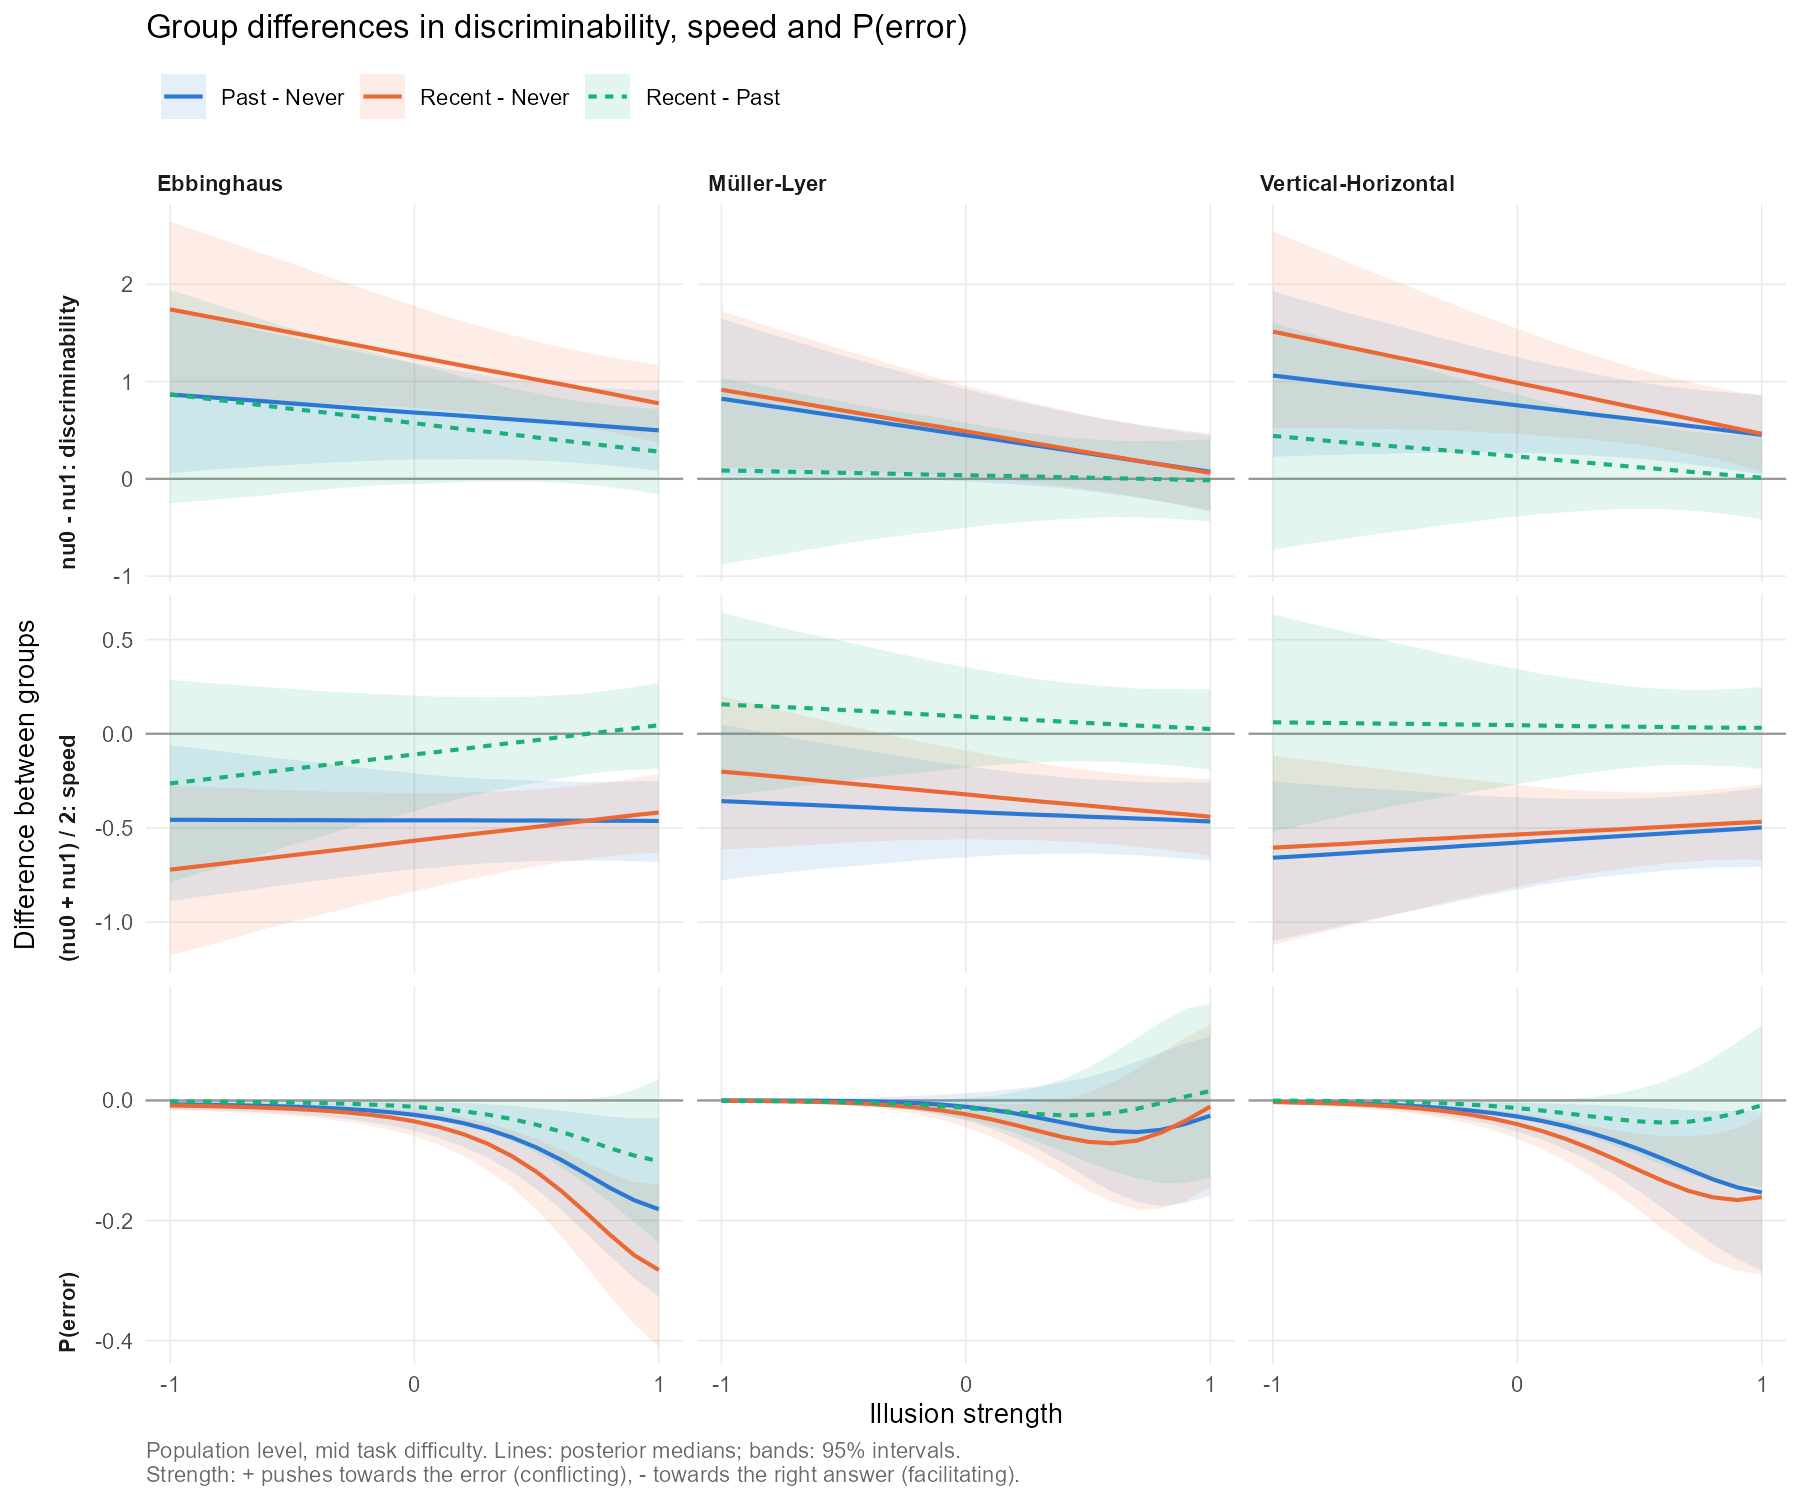 Group differences in discriminability, speed and P(error)
Past - Never
Recent - Never
Recent - Past
Ebbinghaus
Müller-Lyer
Vertical-Horizontal
Difference between groups
nu0 - nu1: discriminability
2
1
0
-1
(nu0 + nu1) / 2: speed
0.5
0.0
-0.5
-1.0
P(error)
0.0
-0.2
-0.4
-1 0 1
-1 0 1
-1 0 1
Illusion strength
Population level, mid task difficulty. Lines: posterior medians; bands: 95% intervals.
Strength: + pushes towards the error (conflicting), - towards the right answer (facilitating).